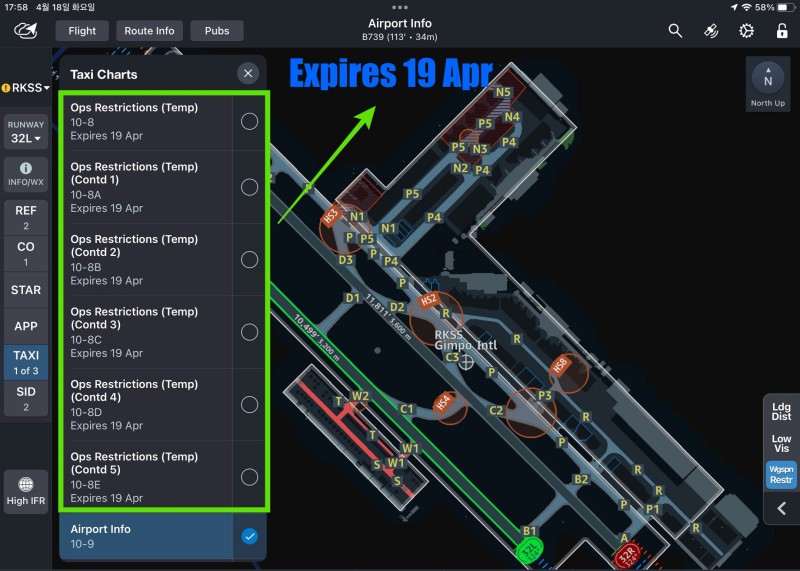 17:58 4월 18일 화요일
58%
Airport Info
B739 (113' • 34m)
Flight
Route Info
Pubs
RKSS
Taxi Charts
Expires 19 Apr
N
North Up
RUNWAY
32L
INFO/WX
REF
2
CO
1
STAR
APP
TAXI
1 of 3
SID
2
High IFR
Ops Restrictions (Temp)
10-8
Expires 19 Apr
Ops Restrictions (Temp)
(Contd 1)
10-8A
Expires 19 Apr
Ops Restrictions (Temp)
(Contd 2)
10-8B
Expires 19 Apr
Ops Restrictions (Temp)
(Contd 3)
10-8C
Expires 19 Apr
Ops Restrictions (Temp)
(Contd 4)
10-8D
Expires 19 Apr
Ops Restrictions (Temp)
(Contd 5)
10-8E
Expires 19 Apr
Airport Info
10-9
N5
N4
P5
P4
P5
N3
N2
P4
P
P5
HS3
N1
N1
P4
P
P5
P
D3
P4
P
D1
D2
HS2
R
11,811' 3,600 m
10,499' 3,200 m
RKSS
Gimpo Intl
R
C3
P
HS8
T
W2
C1
HS4
C2
P3
R
T
P
W1
S
W1
S
B2
R
R
P
P1
R
B1
A
32L
324°
32R
324°
Ldg
Dist
Low
Vis
Wgspn
Restr